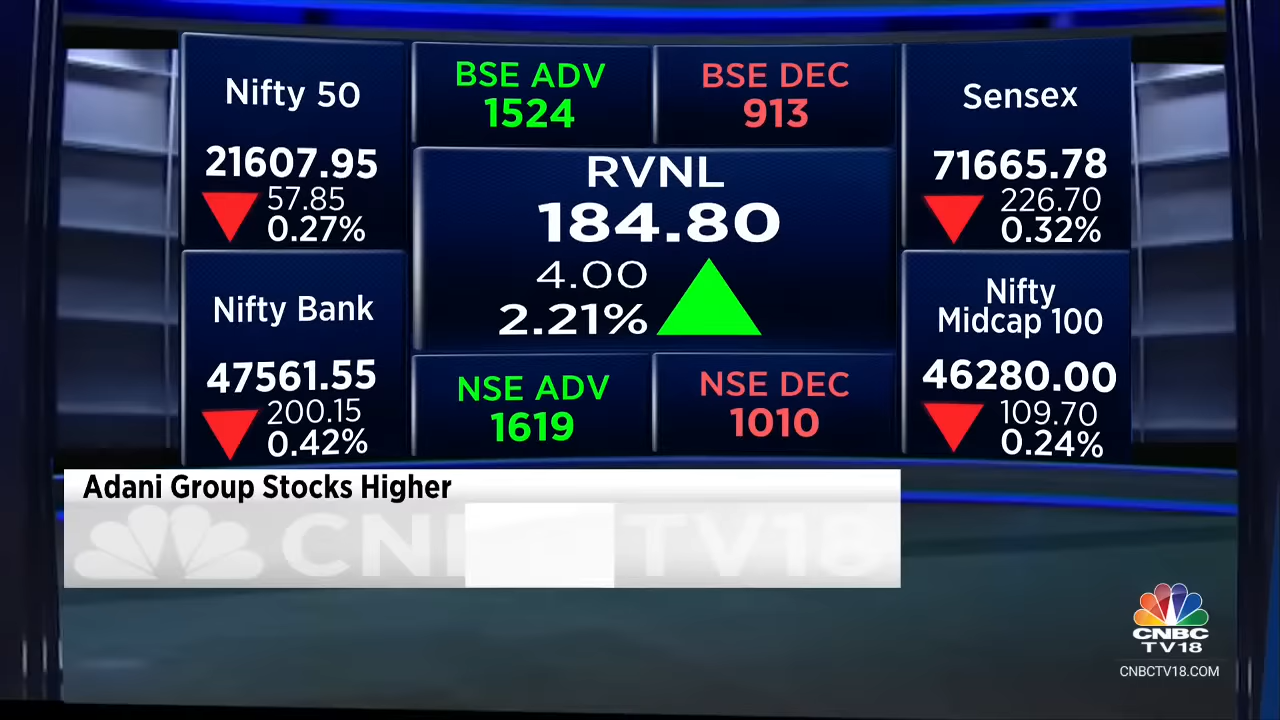 Nifty 50
21607.95
57.85
0.27%
BSE ADV
1524
BSE DEC
913
Sensex
71665.78
226.70
0.32%
RVNL
184.80
4.00
2.21%
Nifty Bank
47561.55
200.15
0.42%
NSE ADV
1619
NSE DEC
1010
Nifty
Midcap 100
46280.00
109.70
0.24%
Adani Group Stocks Higher
CN TV18
CNBC
TV18
CNBCTV18.COM